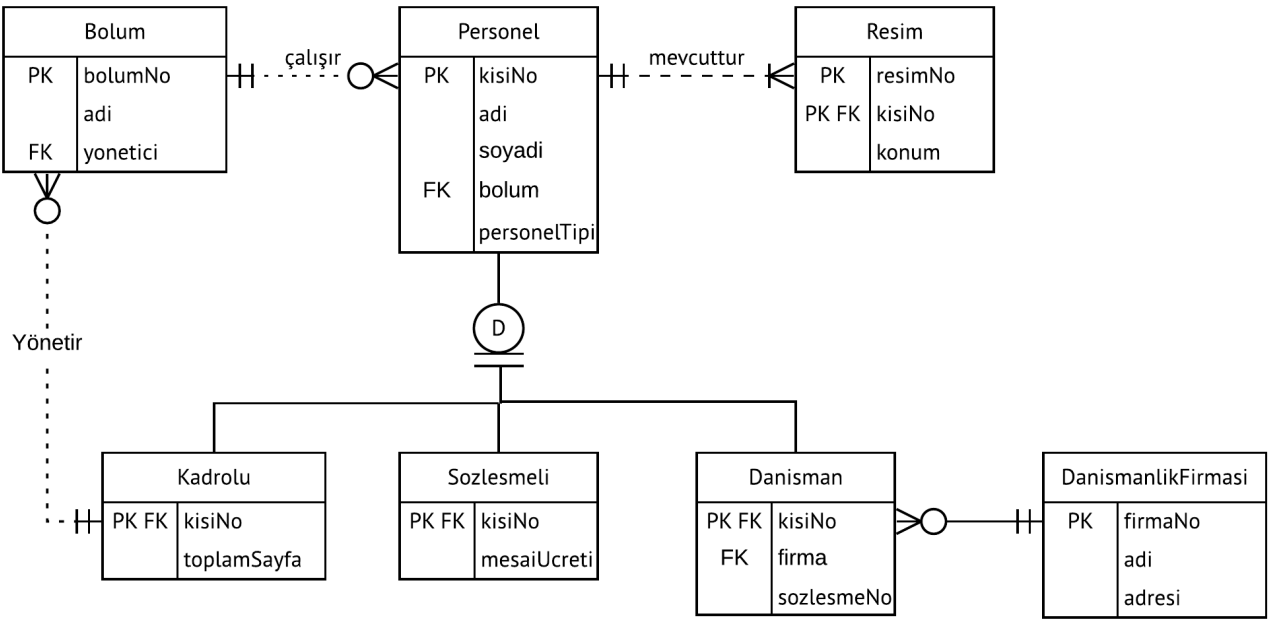 Bolum
PK bolumNo
adi
FK yonetici
çalışır
Personel
PK kisiNo
adi
soyadi
FK bolum
personelTipi
mevcuttur
Resim
PK resimNo
PK FK kisiNo
konum
Yönetir
D
Kadrolu
PK FK kisiNo
toplamSayfa
Sozlesmeli
PK FK kisiNo
mesaiUcreti
Danisman
PK FK kisiNo
FK firma
sozlesmeNo
DanismanlikFirmasi
PK firmaNo
adi
adresi